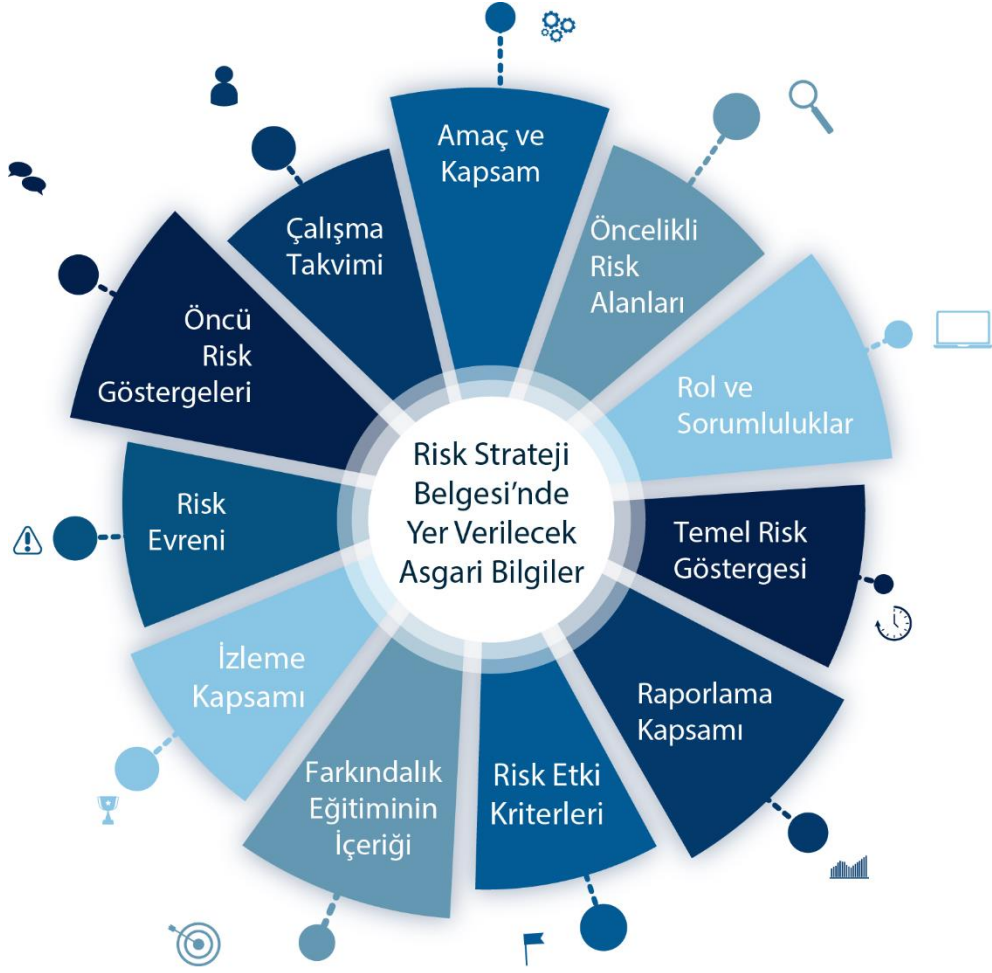 Amaç ve
Kapsam
Öncelikli
Risk
Alanları
Rol ve
Sorumluluklar
Temel Risk
Göstergesi
Raporlama
Kapsamı
Risk Etki
Kriterleri
Farkındalık
Eğitiminin
İçeriği
İzleme
Kapsamı
Risk
Evreni
Öncü
Risk
Göstergeleri
Çalışma
Takvimi
Risk Strateji
Belgesi’nde
Yer Verilecek
Asgari Bilgiler